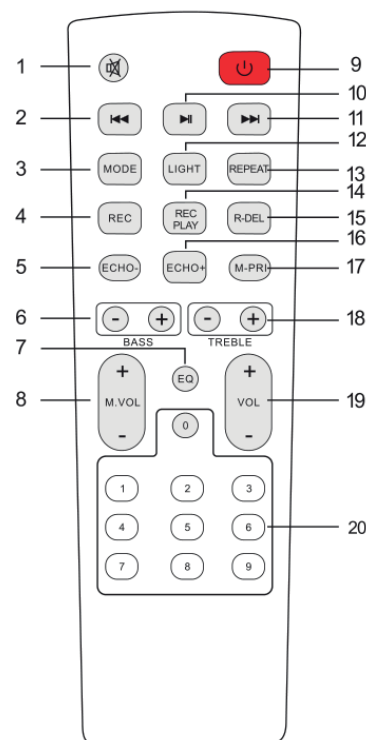 1 9
10
2 11
12
3 MODE LIGHT REPEAT 13
14
4 REC REC PLAY R-DEL 15
16
5 ECHO- ECHO+ M-PRI 17
6 - + - + 18
BASS TREBLE
7 EQ
+ +
8 M.VOL VOL 19
- -
0
1 2 3
4 5 6 20
7 8 9